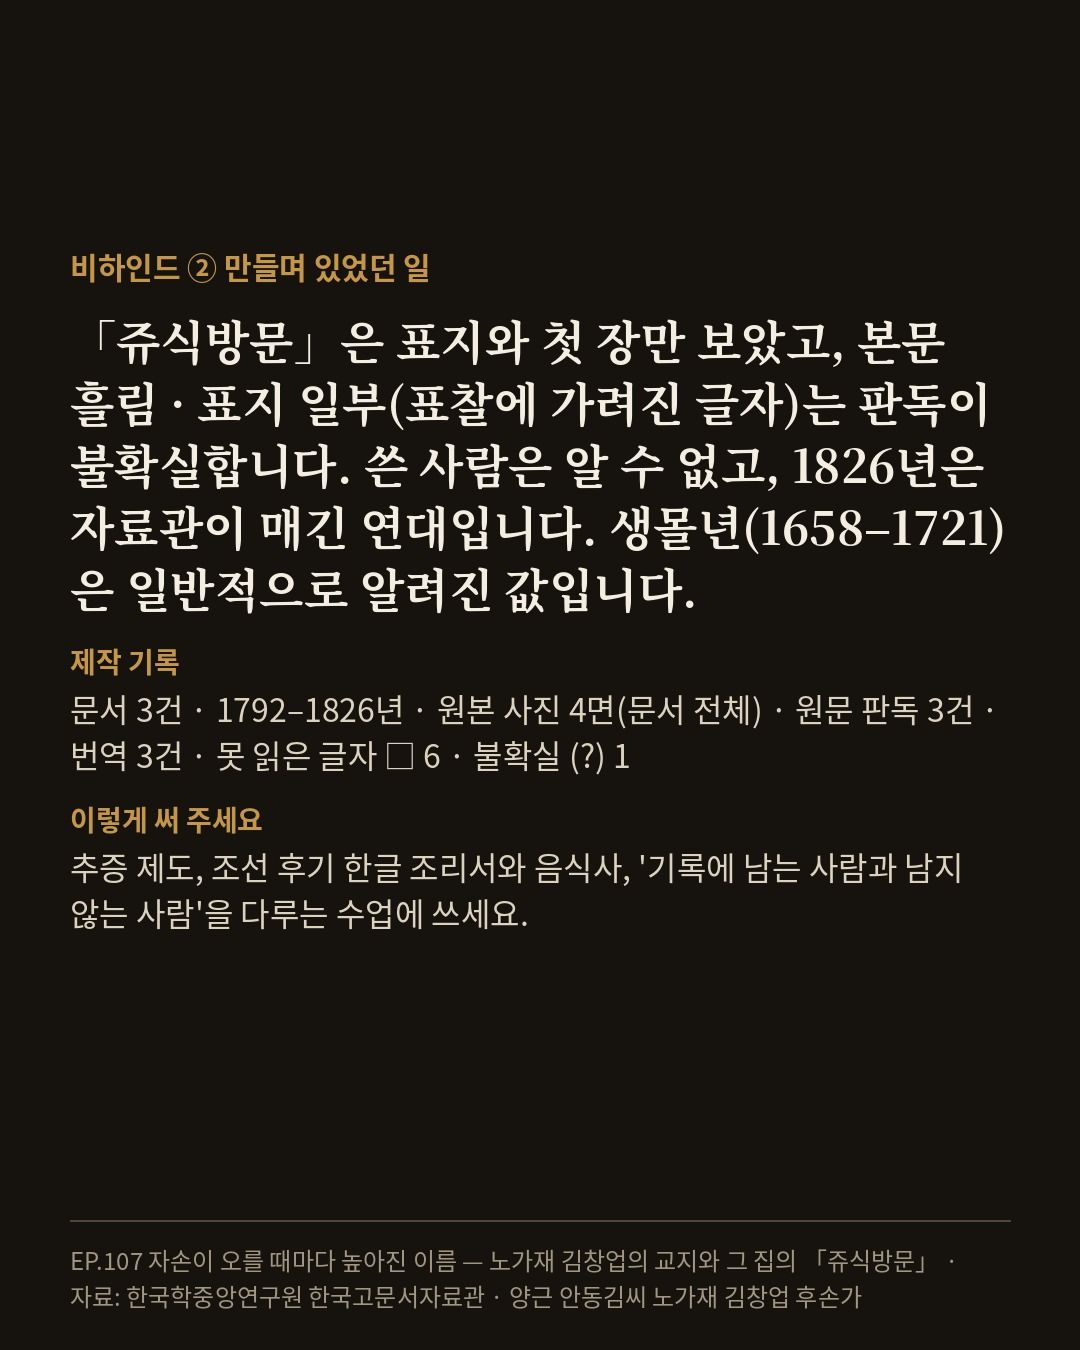 비하인드 ② 만들며 있었던 일
「쥬식방문」은 표지와 첫 장만 보았고, 본문
흘림 · 표지 일부(표찰에 가려진 글자)는 판독이
불확실합니다. 쓴 사람은 알 수 없고, 1826년은
자료관이 매긴 연대입니다. 생몰년(1658–1721)
은 일반적으로 알려진 값입니다.
제작 기록
문서 3건 · 1792–1826년 · 원본 사진 4면(문서 전체) · 원문 판독 3건 ·
번역 3건 · 못 읽은 글자 □ 6 · 불확실 (?) 1
이렇게 써 주세요
추증 제도, 조선 후기 한글 조리서와 음식사, '기록에 남는 사람과 남지
않는 사람'을 다루는 수업에 쓰세요.
EP.107 자손이 오를 때마다 높아진 이름 — 노가재 김창업의 교지와 그 집의 「쥬식방문」 ·
자료: 한국학중앙연구원 한국고문서자료관 · 양근 안동김씨 노가재 김창업 후손가